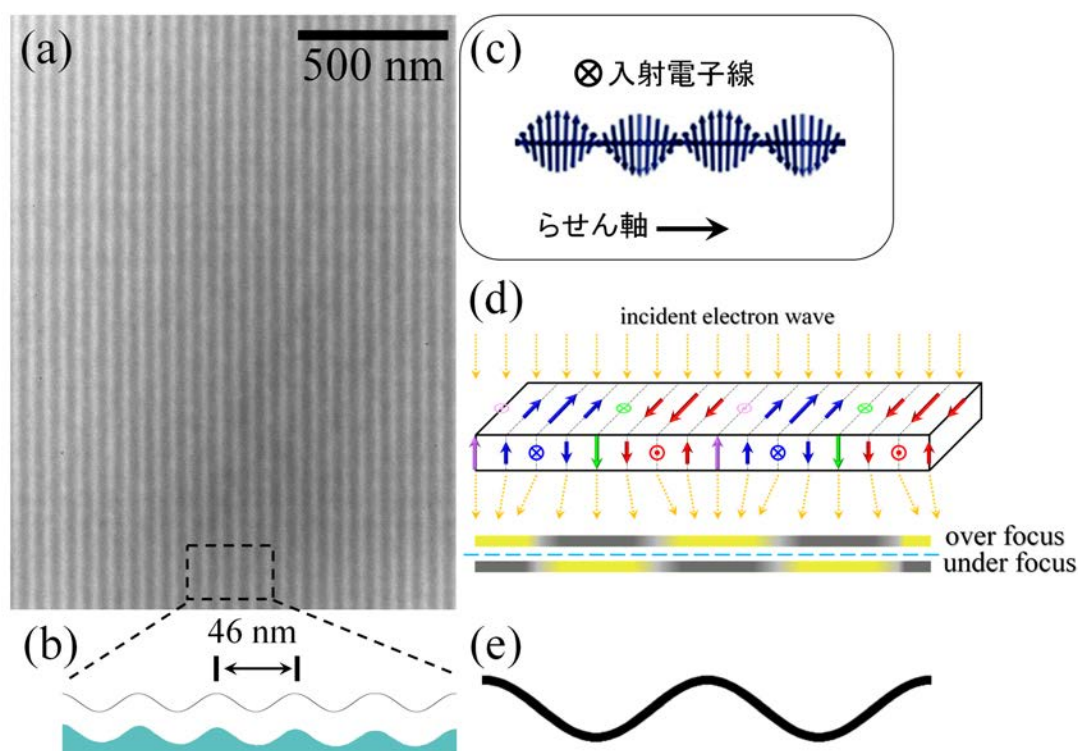 (a)
500 nm
(b)
46 nm
(c)
⊗入射電子線
らせん軸
(d)
incident electron wave
over focus
under focus
(e)